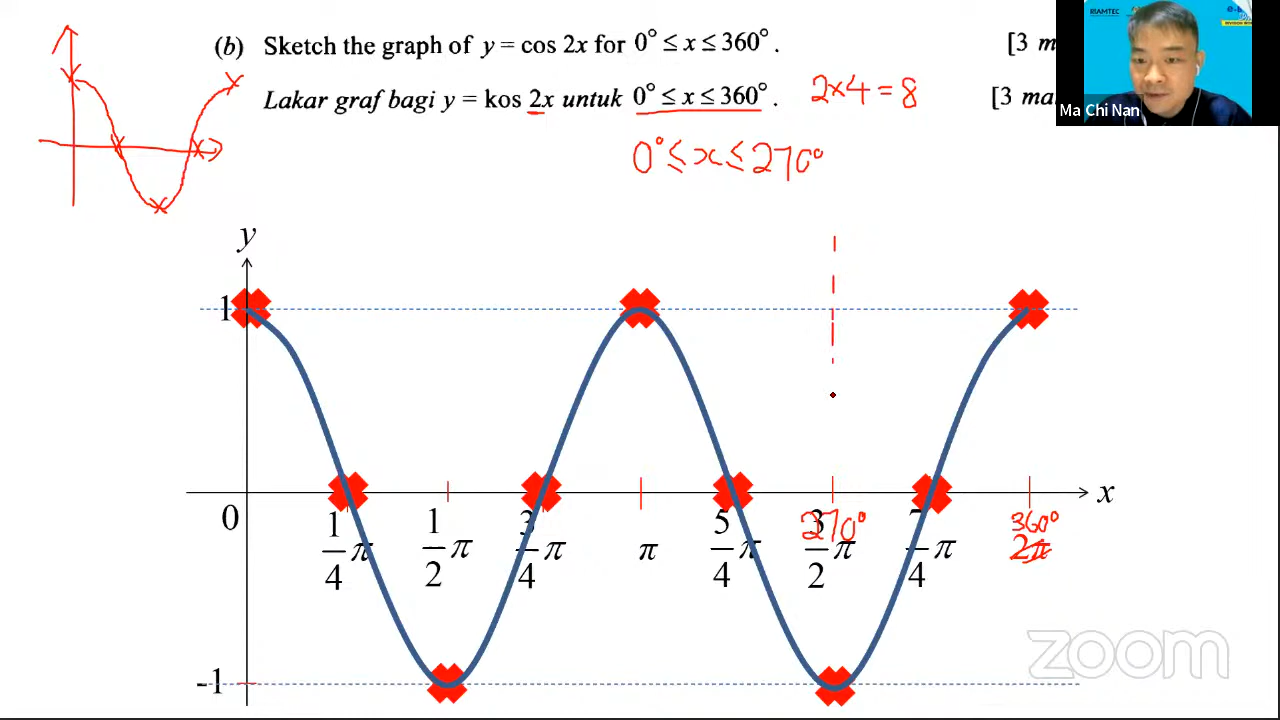 (b) Sketch the graph of y = cos 2x for 0° ≤ x ≤ 360°.
[3 m
Lakar graf bagi y = kos 2x untuk 0° ≤ x ≤ 360°.
2×4 = 8
[3 ma
0° ≤ x ≤ 270°
Ma Chi Nan
y
1
x
0
1/4 π
1/2 π
3/4 π
π
5/4 π
3/2 π
270°
7/4 π
360°
2π
-1
zoom